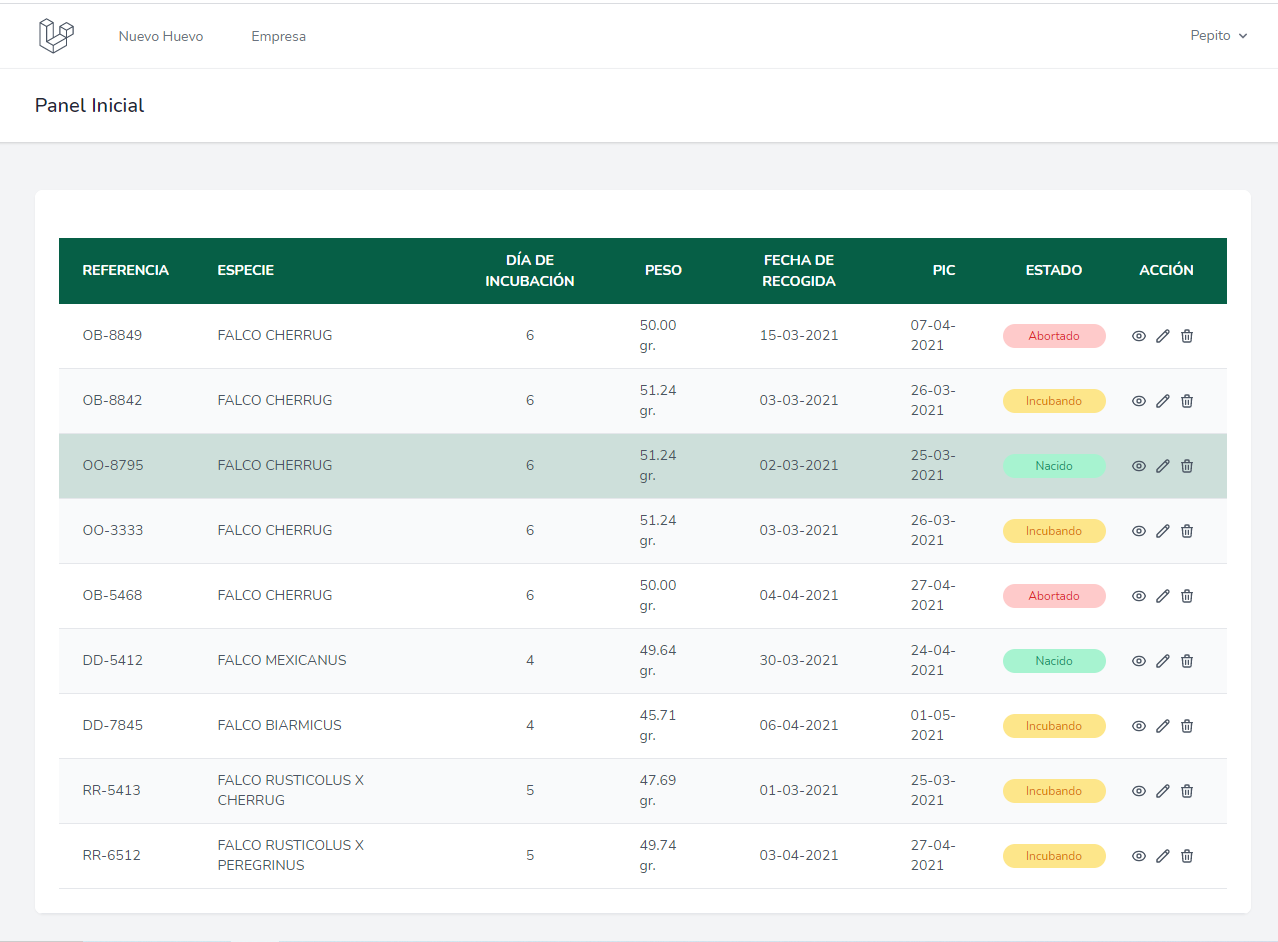 Nuevo Huevo Empresa Pepito
Panel Inicial
REFERENCIA ESPECIE DÍA DE INCUBACIÓN PESO FECHA DE RECOGIDA PIC ESTADO ACCIÓN
OB-8849 FALCO CHERRUG 6 50.00 gr. 15-03-2021 07-04-2021 Abortado
OB-8842 FALCO CHERRUG 6 51.24 gr. 03-03-2021 26-03-2021 Incubando
OO-8795 FALCO CHERRUG 6 51.24 gr. 02-03-2021 25-03-2021 Nacido
OO-3333 FALCO CHERRUG 6 51.24 gr. 03-03-2021 26-03-2021 Incubando
OB-5468 FALCO CHERRUG 6 50.00 gr. 04-04-2021 27-04-2021 Abortado
DD-5412 FALCO MEXICANUS 4 49.64 gr. 30-03-2021 24-04-2021 Nacido
DD-7845 FALCO BIARMICUS 4 45.71 gr. 06-04-2021 01-05-2021 Incubando
RR-5413 FALCO RUSTICOLUS X CHERRUG 5 47.69 gr. 01-03-2021 25-03-2021 Incubando
RR-6512 FALCO RUSTICOLUS X PEREGRINUS 5 49.74 gr. 03-04-2021 27-04-2021 Incubando